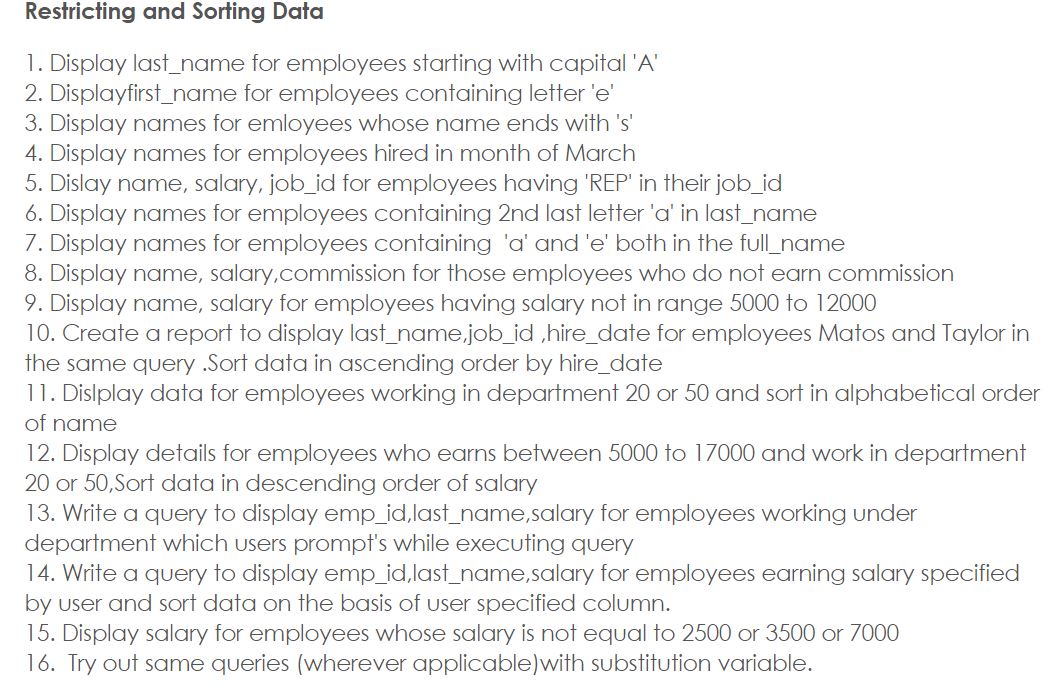 Restricting and Sorting Data
1. Display last_name for employees starting with capital 'A'
2. Displayfirst_name for employees containing letter 'e'
3. Display names for emloyees whose name ends with 's'
4. Display names for employees hired in month of March
5. Dislay name, salary, job_id for employees having 'REP' in their job_id
6. Display names for employees containing 2nd last letter 'a' in last_name
7. Display names for employees containing  'a' and 'e' both in the full_name
8. Display name, salary,commission for those employees who do not earn commission
9. Display name, salary for employees having salary not in range 5000 to 12000
10. Create a report to display last_name,job_id ,hire_date for employees Matos and Taylor in
the same query .Sort data in ascending order by hire_date
11. Dislplay data for employees working in department 20 or 50 and sort in alphabetical order
of name
12. Display details for employees who earns between 5000 to 17000 and work in department
20 or 50,Sort data in descending order of salary
13. Write a query to display emp_id,last_name,salary for employees working under
department which users prompt's while executing query
14. Write a query to display emp_id,last_name,salary for employees earning salary specified
by user and sort data on the basis of user specified column.
15. Display salary for employees whose salary is not equal to 2500 or 3500 or 7000
16.  Try out same queries (wherever applicable)with substitution variable.